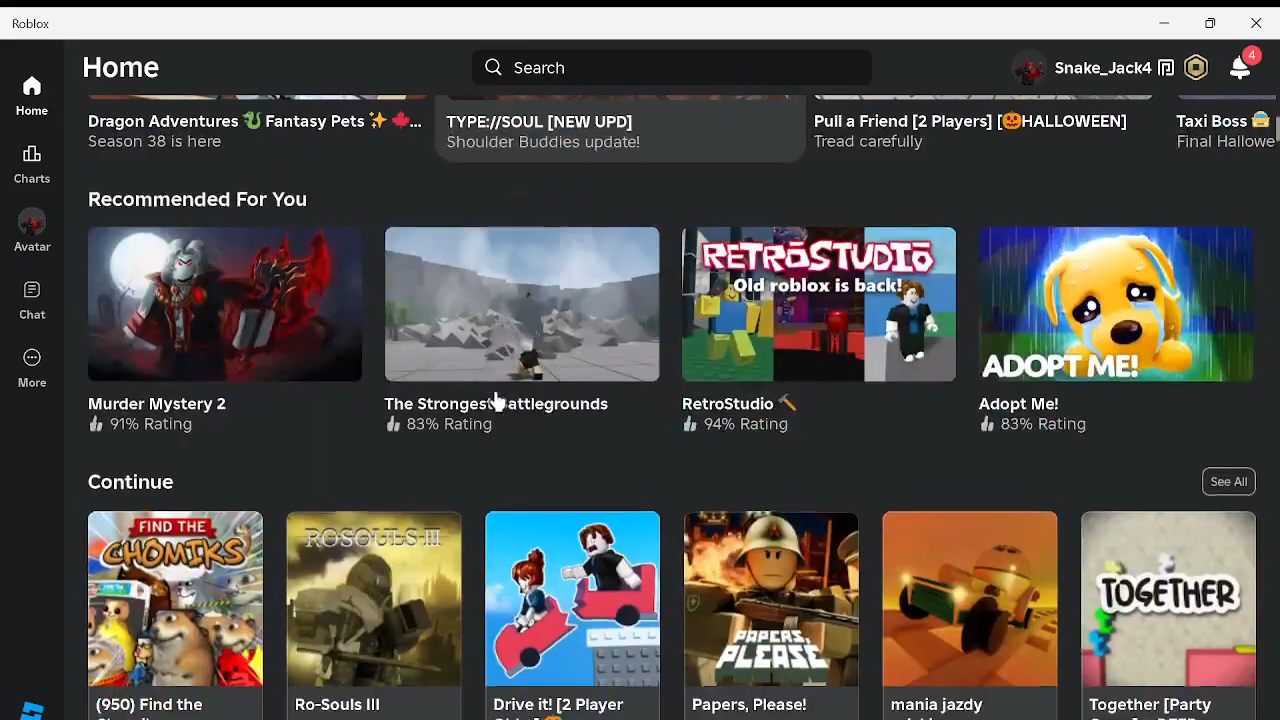 Roblox
Home
Search
Snake_Jack4
4
Home
Charts
Avatar
Chat
More
Dragon Adventures 🐉 Fantasy Pets ✨ 🍁...
Season 38 is here
TYPE://SOUL [NEW UPD]
Shoulder Buddies update!
Pull a Friend [2 Players] [🎃HALLOWEEN]
Tread carefully
Taxi Boss 🚖
Final Hallowe
Recommended For You
RETROSTUDIO
Old roblox is back!
ADOPT ME!
Murder Mystery 2
91% Rating
The Strongest Battlegrounds
83% Rating
RetroStudio 🔨
94% Rating
Adopt Me!
83% Rating
Continue
See All
FIND THE
CHOMIKS
ROSOULS III
PAPERS,
PLEASE
TOGETHER
(950) Find the
Ro-Souls III
Drive it! [2 Player
Papers, Please!
mania jazdy
Together [Party